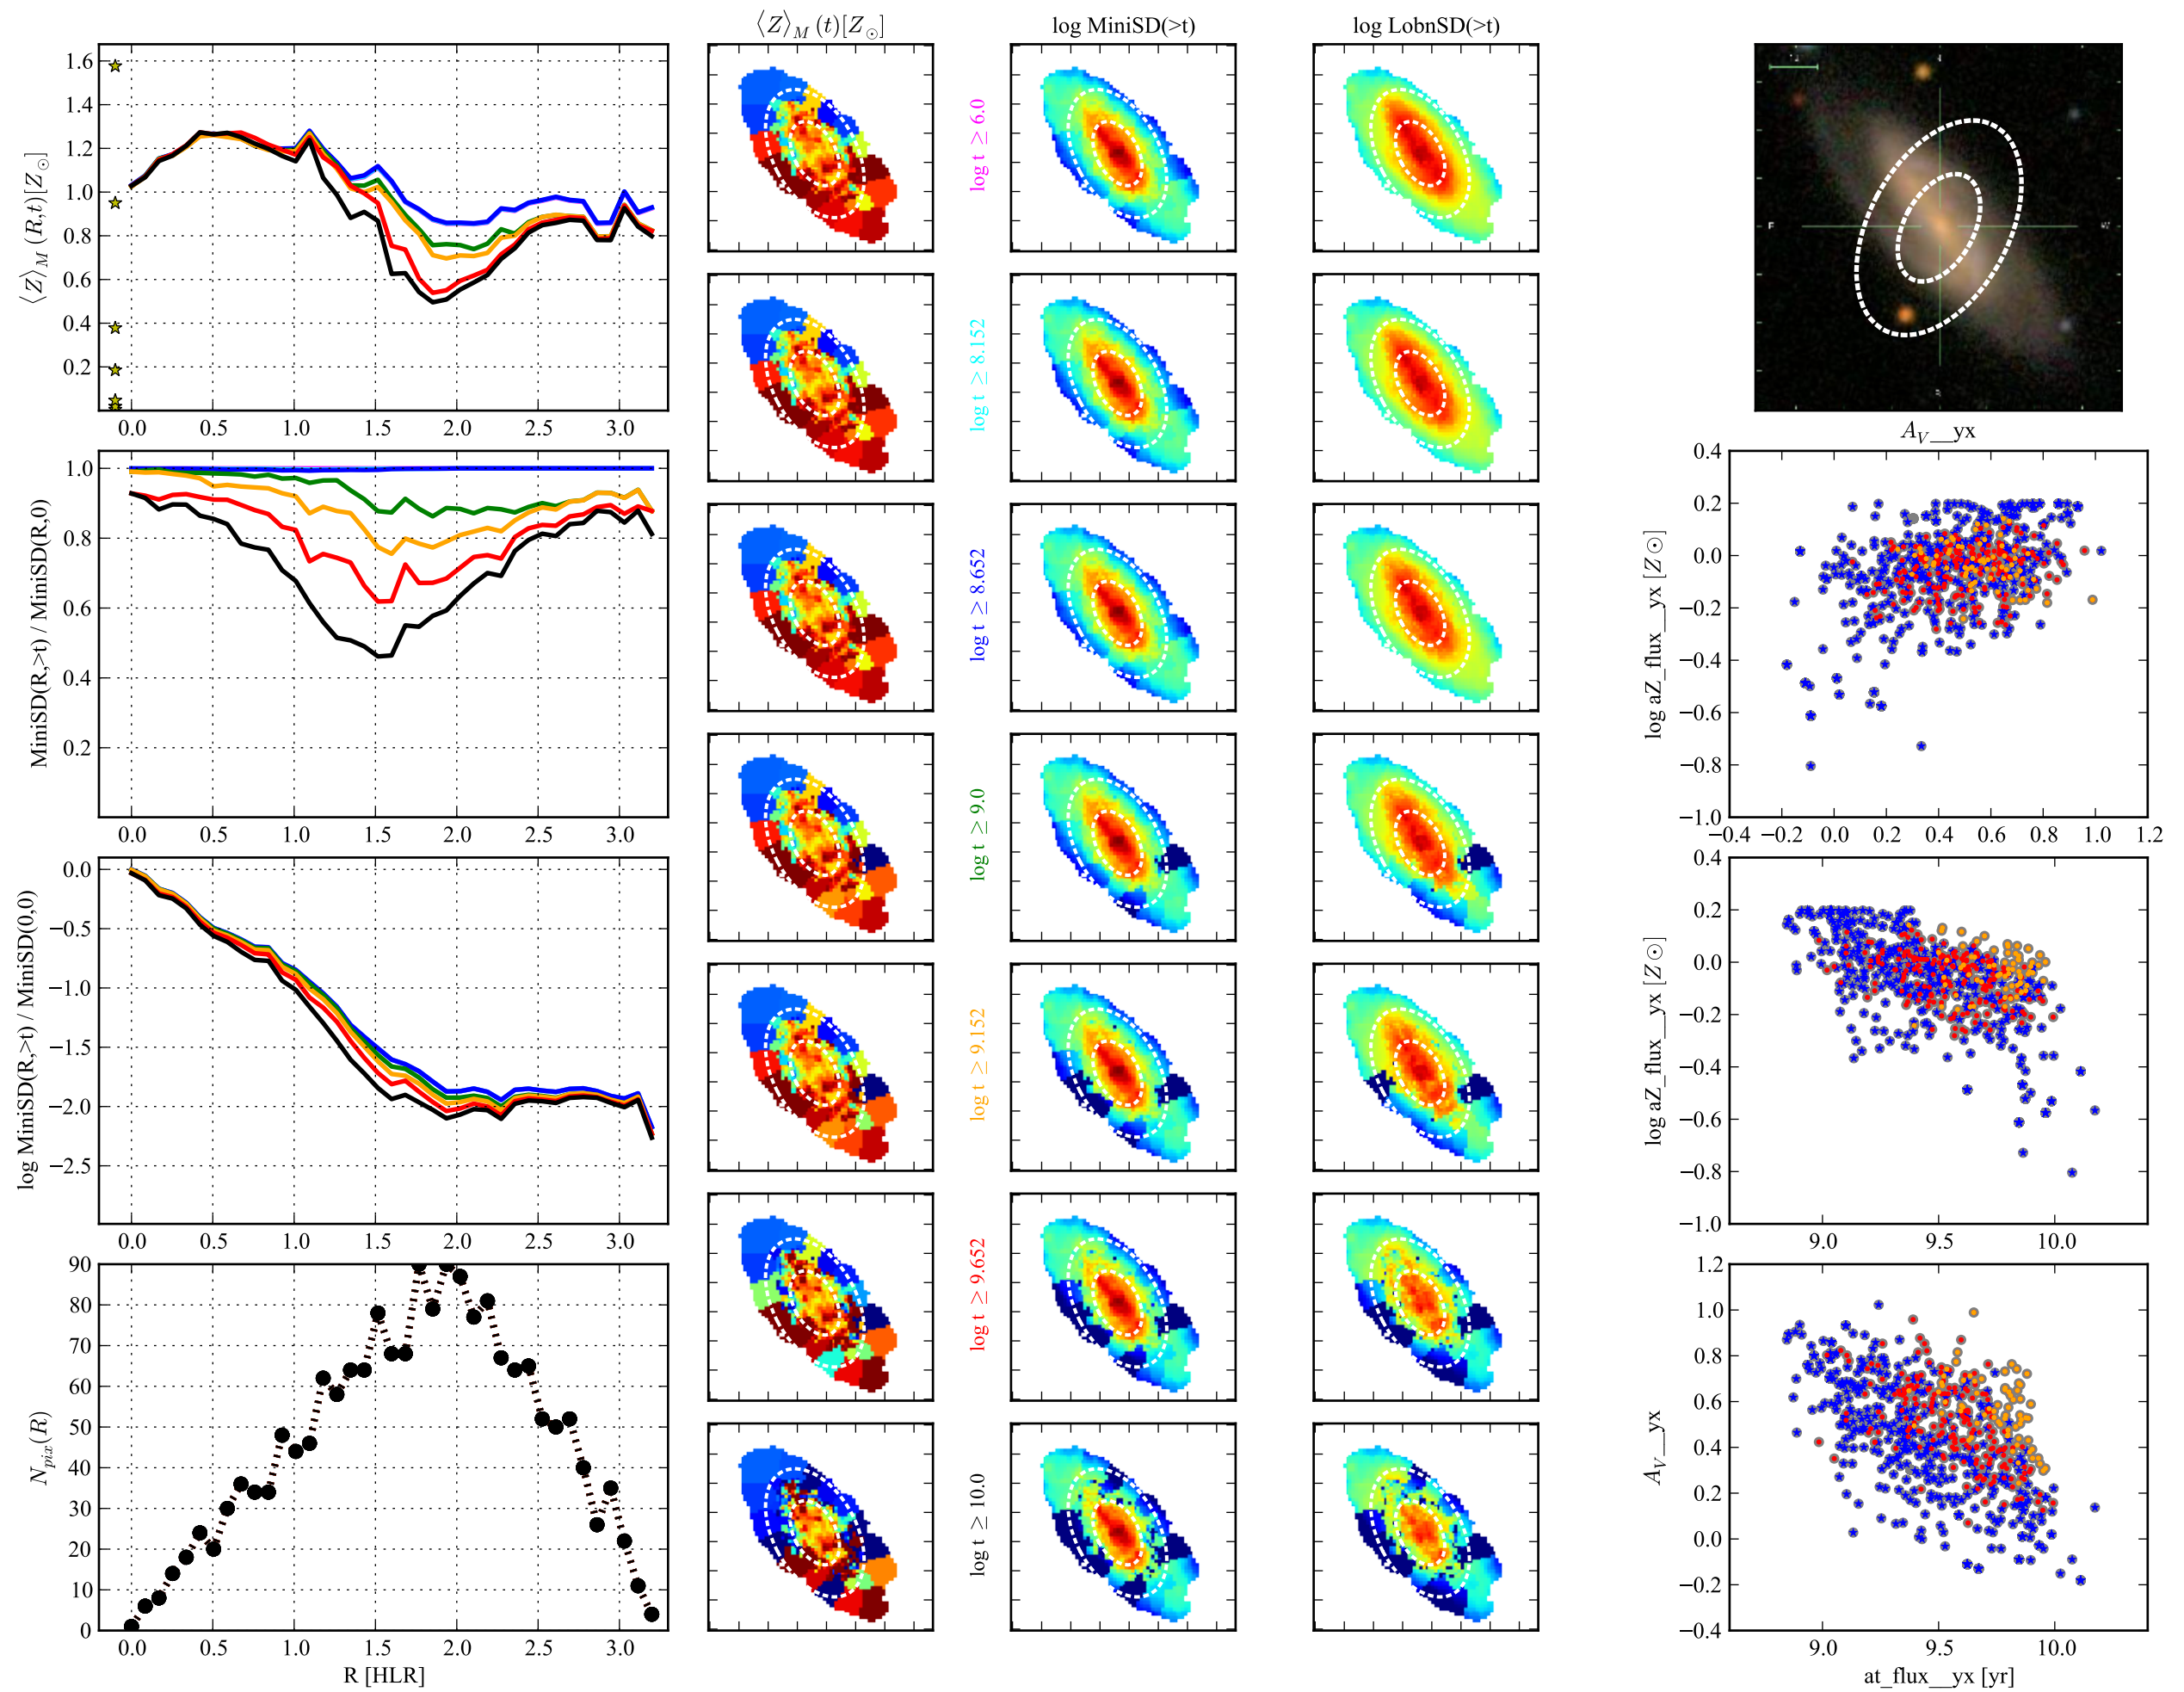 ⟨Z⟩_M (t)[Z_⊙]
log MiniSD(>t)
log LobnSD(>t)
⟨Z⟩_M (R,t)[Z_⊙]
1.6
1.4
1.2
1.0
0.8
0.6
0.4
0.2
0.0 0.5 1.0 1.5 2.0 2.5 3.0
MiniSD(R,>t) / MiniSD(R,0)
1.0
0.8
0.6
0.4
0.2
0.0 0.5 1.0 1.5 2.0 2.5 3.0
log MiniSD(R,>t) / MiniSD(0,0)
0.0
−0.5
−1.0
−1.5
−2.0
−2.5
0.0 0.5 1.0 1.5 2.0 2.5 3.0
N_pix(R)
90
80
70
60
50
40
30
20
10
0
0.0 0.5 1.0 1.5 2.0 2.5 3.0
R [HLR]
log t ≥ 6.0
log t ≥ 8.152
log t ≥ 8.652
log t ≥ 9.0
log t ≥ 9.152
log t ≥ 9.652
log t ≥ 10.0
E
W
A_V__yx
log aZ_flux__yx [Z⊙]
0.4
0.2
0.0
−0.2
−0.4
−0.6
−0.8
−1.0
−0.4 −0.2 0.0 0.2 0.4 0.6 0.8 1.0 1.2
log aZ_flux__yx [Z⊙]
0.4
0.2
0.0
−0.2
−0.4
−0.6
−0.8
−1.0
9.0 9.5 10.0
A_V__yx
1.2
1.0
0.8
0.6
0.4
0.2
0.0
−0.2
−0.4
9.0 9.5 10.0
at_flux__yx [yr]